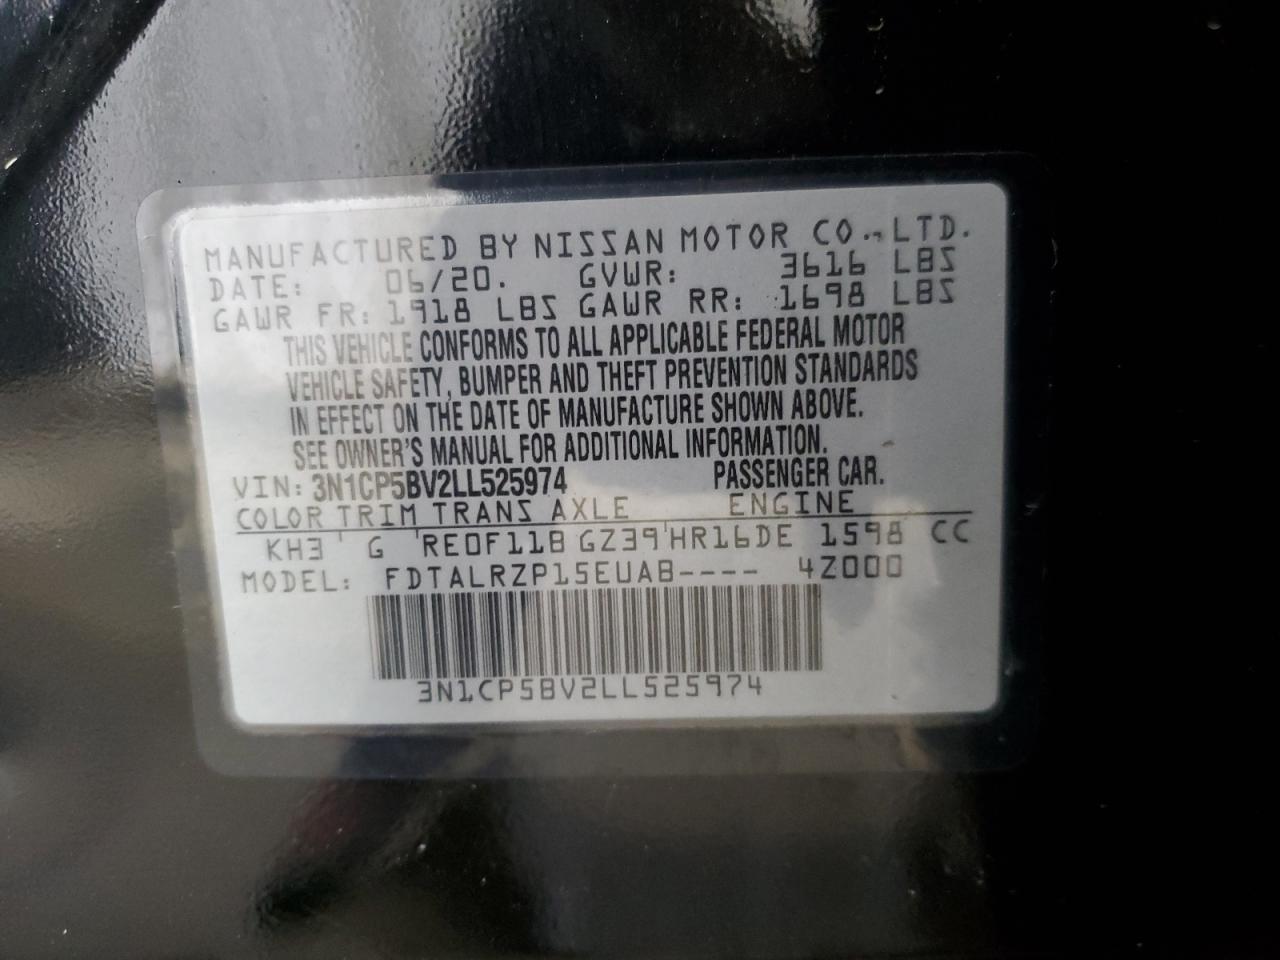 MANUFACTURED BY NISSAN MOTOR CO., LTD.
DATE: 06/20. GVWR: 3616 LBS
GAWR FR: 1918 LBS GAWR RR: 1698 LBS
THIS VEHICLE CONFORMS TO ALL APPLICABLE FEDERAL MOTOR
VEHICLE SAFETY, BUMPER AND THEFT PREVENTION STANDARDS
IN EFFECT ON THE DATE OF MANUFACTURE SHOWN ABOVE.
SEE OWNER'S MANUAL FOR ADDITIONAL INFORMATION.
VIN: 3N1CP5BV2LL525974 PASSENGER CAR.
COLOR TRIM TRANS AXLE ENGINE
KH3 G RE0F11B GZ39 HR16DE 1598 CC
MODEL: FDTALRZP15EUAB---- 4Z000
3N1CP5BV2LL525974